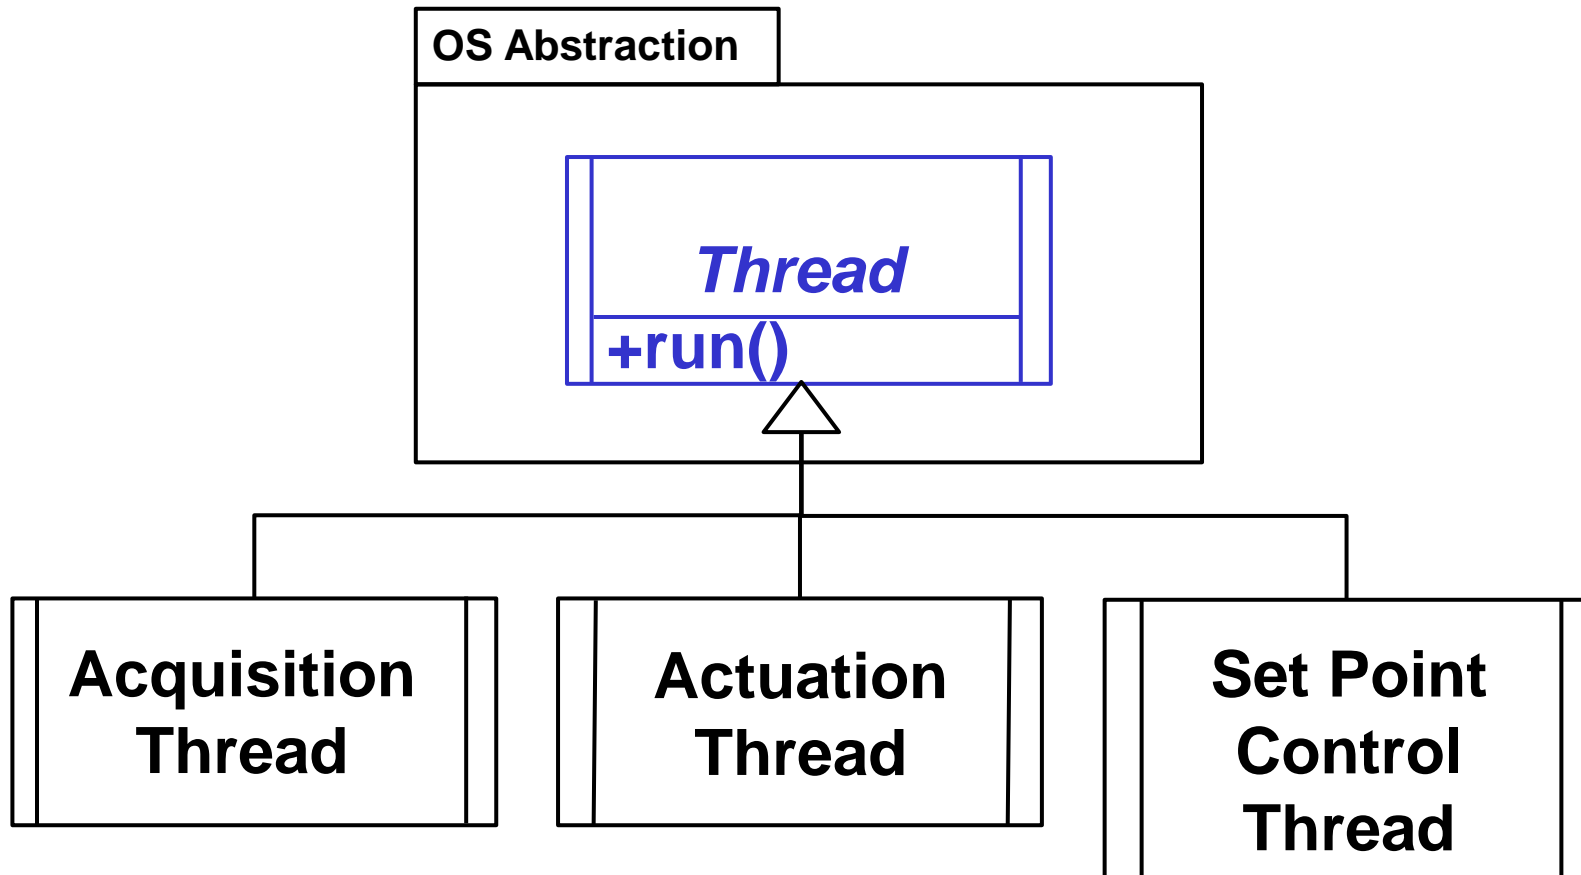 OS Abstraction
Thread
+run()
Acquisition
Thread
Actuation
Thread
Set Point
Control
Thread